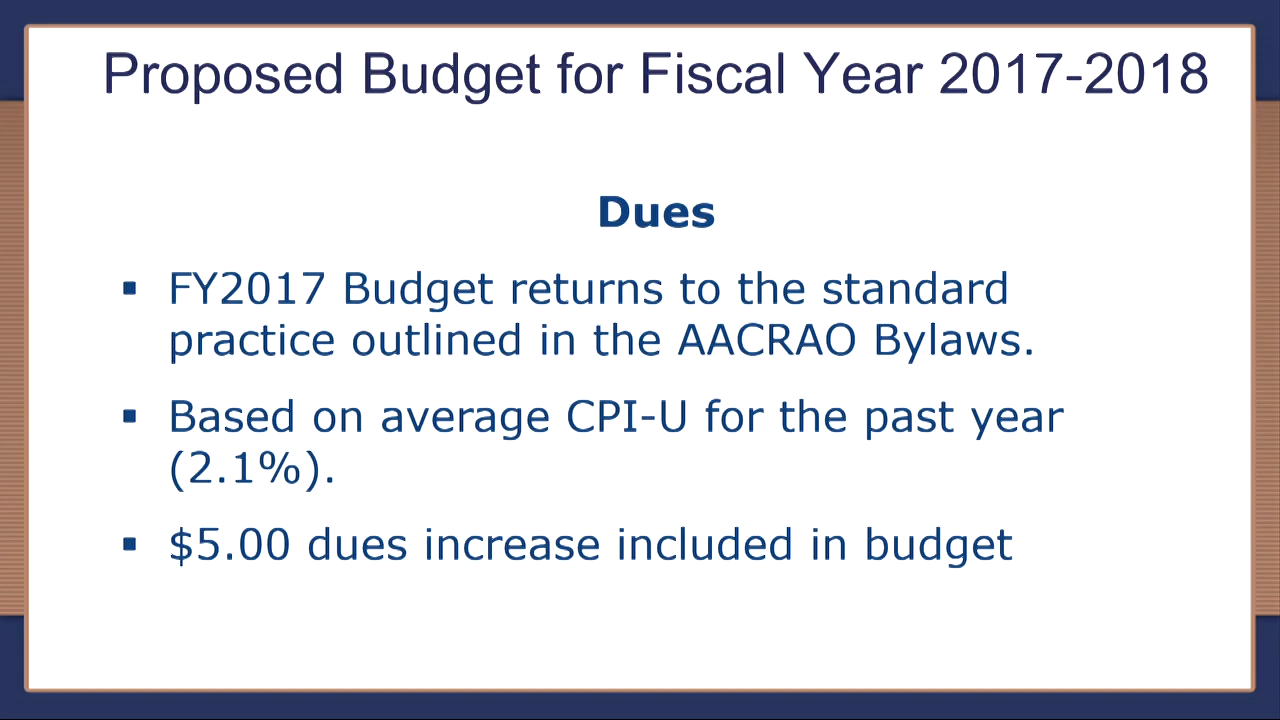 Proposed Budget for Fiscal Year 2017-2018
Dues
▪ FY2017 Budget returns to the standard
practice outlined in the AACRAO Bylaws.
▪ Based on average CPI-U for the past year
(2.1%).
▪ $5.00 dues increase included in budget